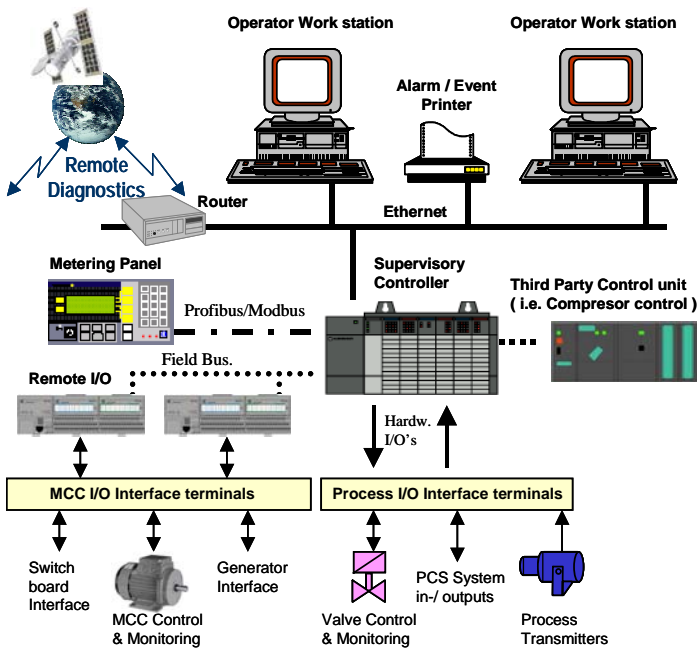 Operator Work station
Operator Work station
Alarm / Event
Printer
Remote
Diagnostics
Router
Ethernet
Metering Panel
Supervisory
Controller
Third Party Control unit
( i.e. Compresor control )
Profibus/Modbus
Field Bus.
Remote I/O
Hardw.
I/O's
MCC I/O Interface terminals
Process I/O Interface terminals
Switch
board
Interface
MCC Control
& Monitoring
Generator
Interface
Valve Control
& Monitoring
PCS System
in-/ outputs
Process
Transmitters